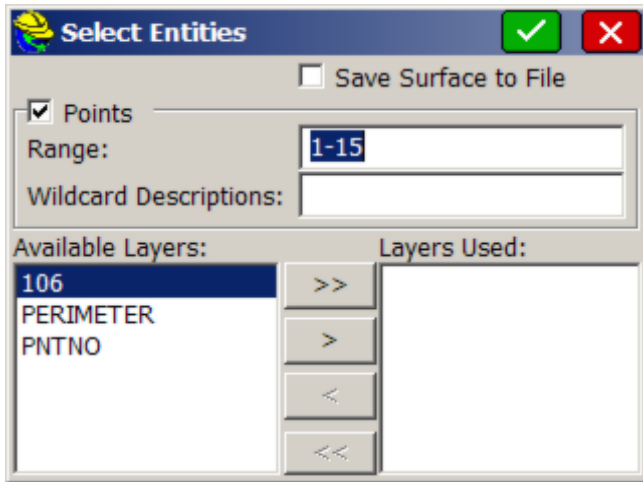 Select Entities
Save Surface to File
Points
Range: 1-15
Wildcard Descriptions:
Available Layers: Layers Used:
106
PERIMETER
PNTNO
>>
>
<
<<